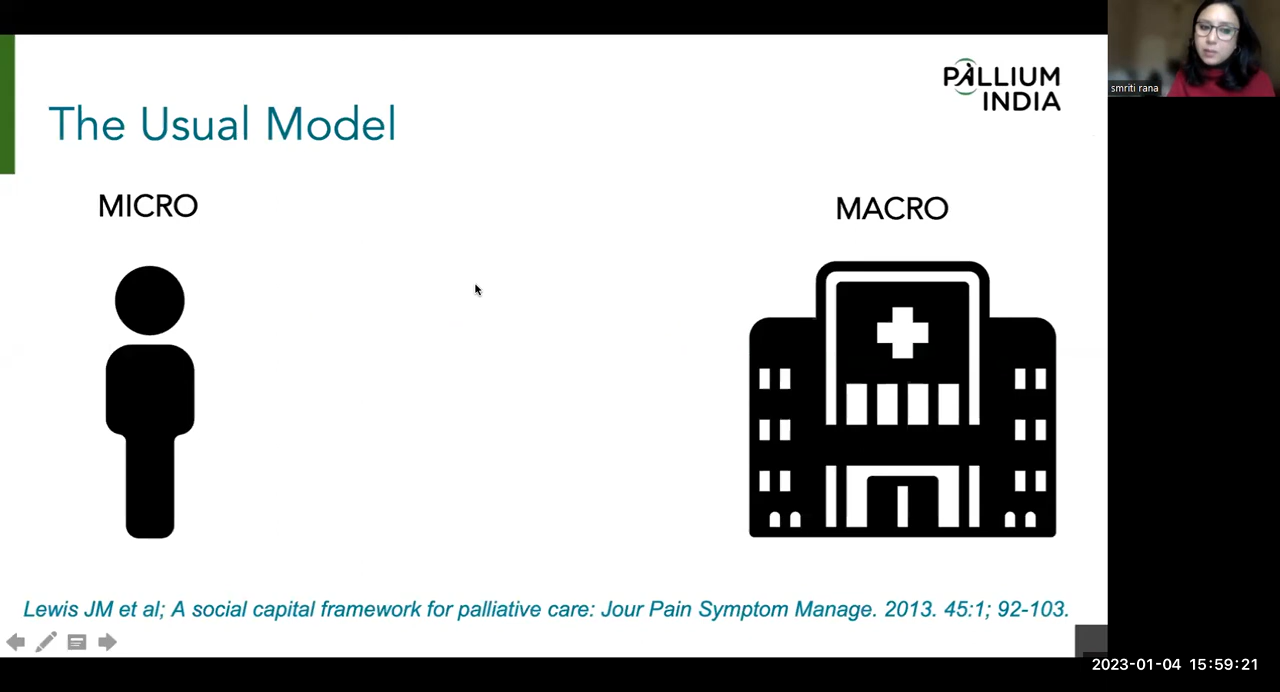 PALLIUM
INDIA
smriti rana
The Usual Model
MICRO
MACRO
Lewis JM et al; A social capital framework for palliative care: Jour Pain Symptom Manage. 2013. 45:1; 92-103.
2023-01-04 15:59:21